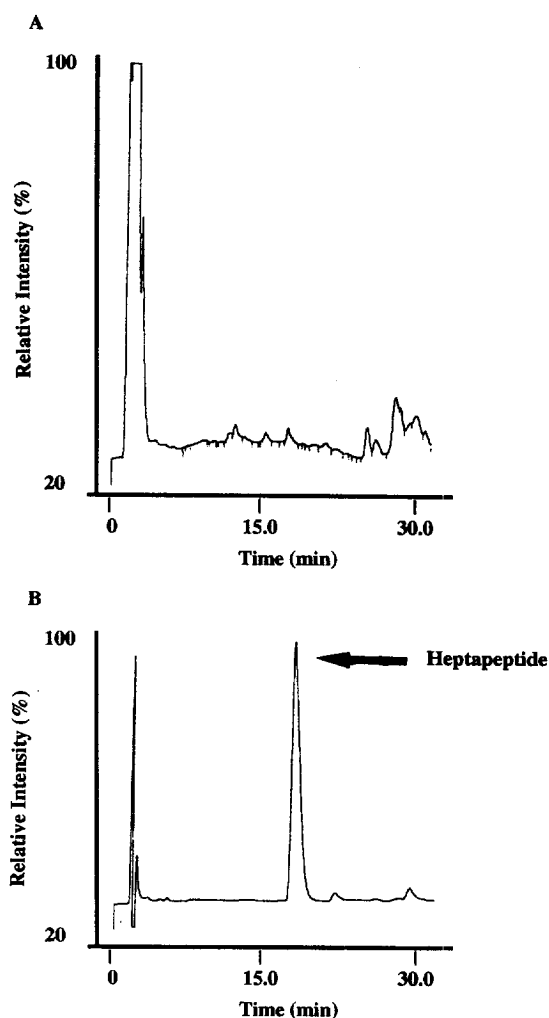 A
100
Relative Intensity (%)
20
0 15.0 30.0
Time (min)
B
100
Heptapeptide
Relative Intensity (%)
20
0 15.0 30.0
Time (min)